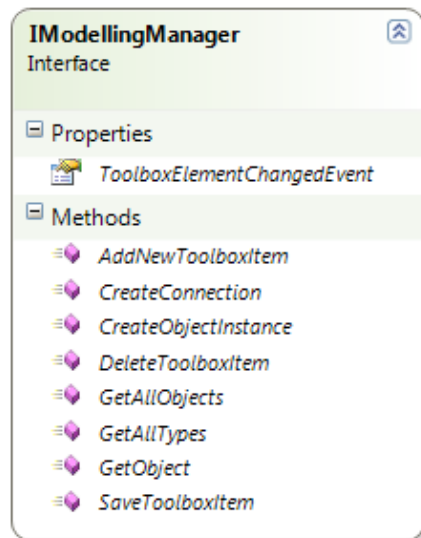 IModellingManager
Interface
Properties
ToolboxElementChangedEvent
Methods
AddNewToolboxItem
CreateConnection
CreateObjectInstance
DeleteToolboxItem
GetAllObjects
GetAllTypes
GetObject
SaveToolboxItem